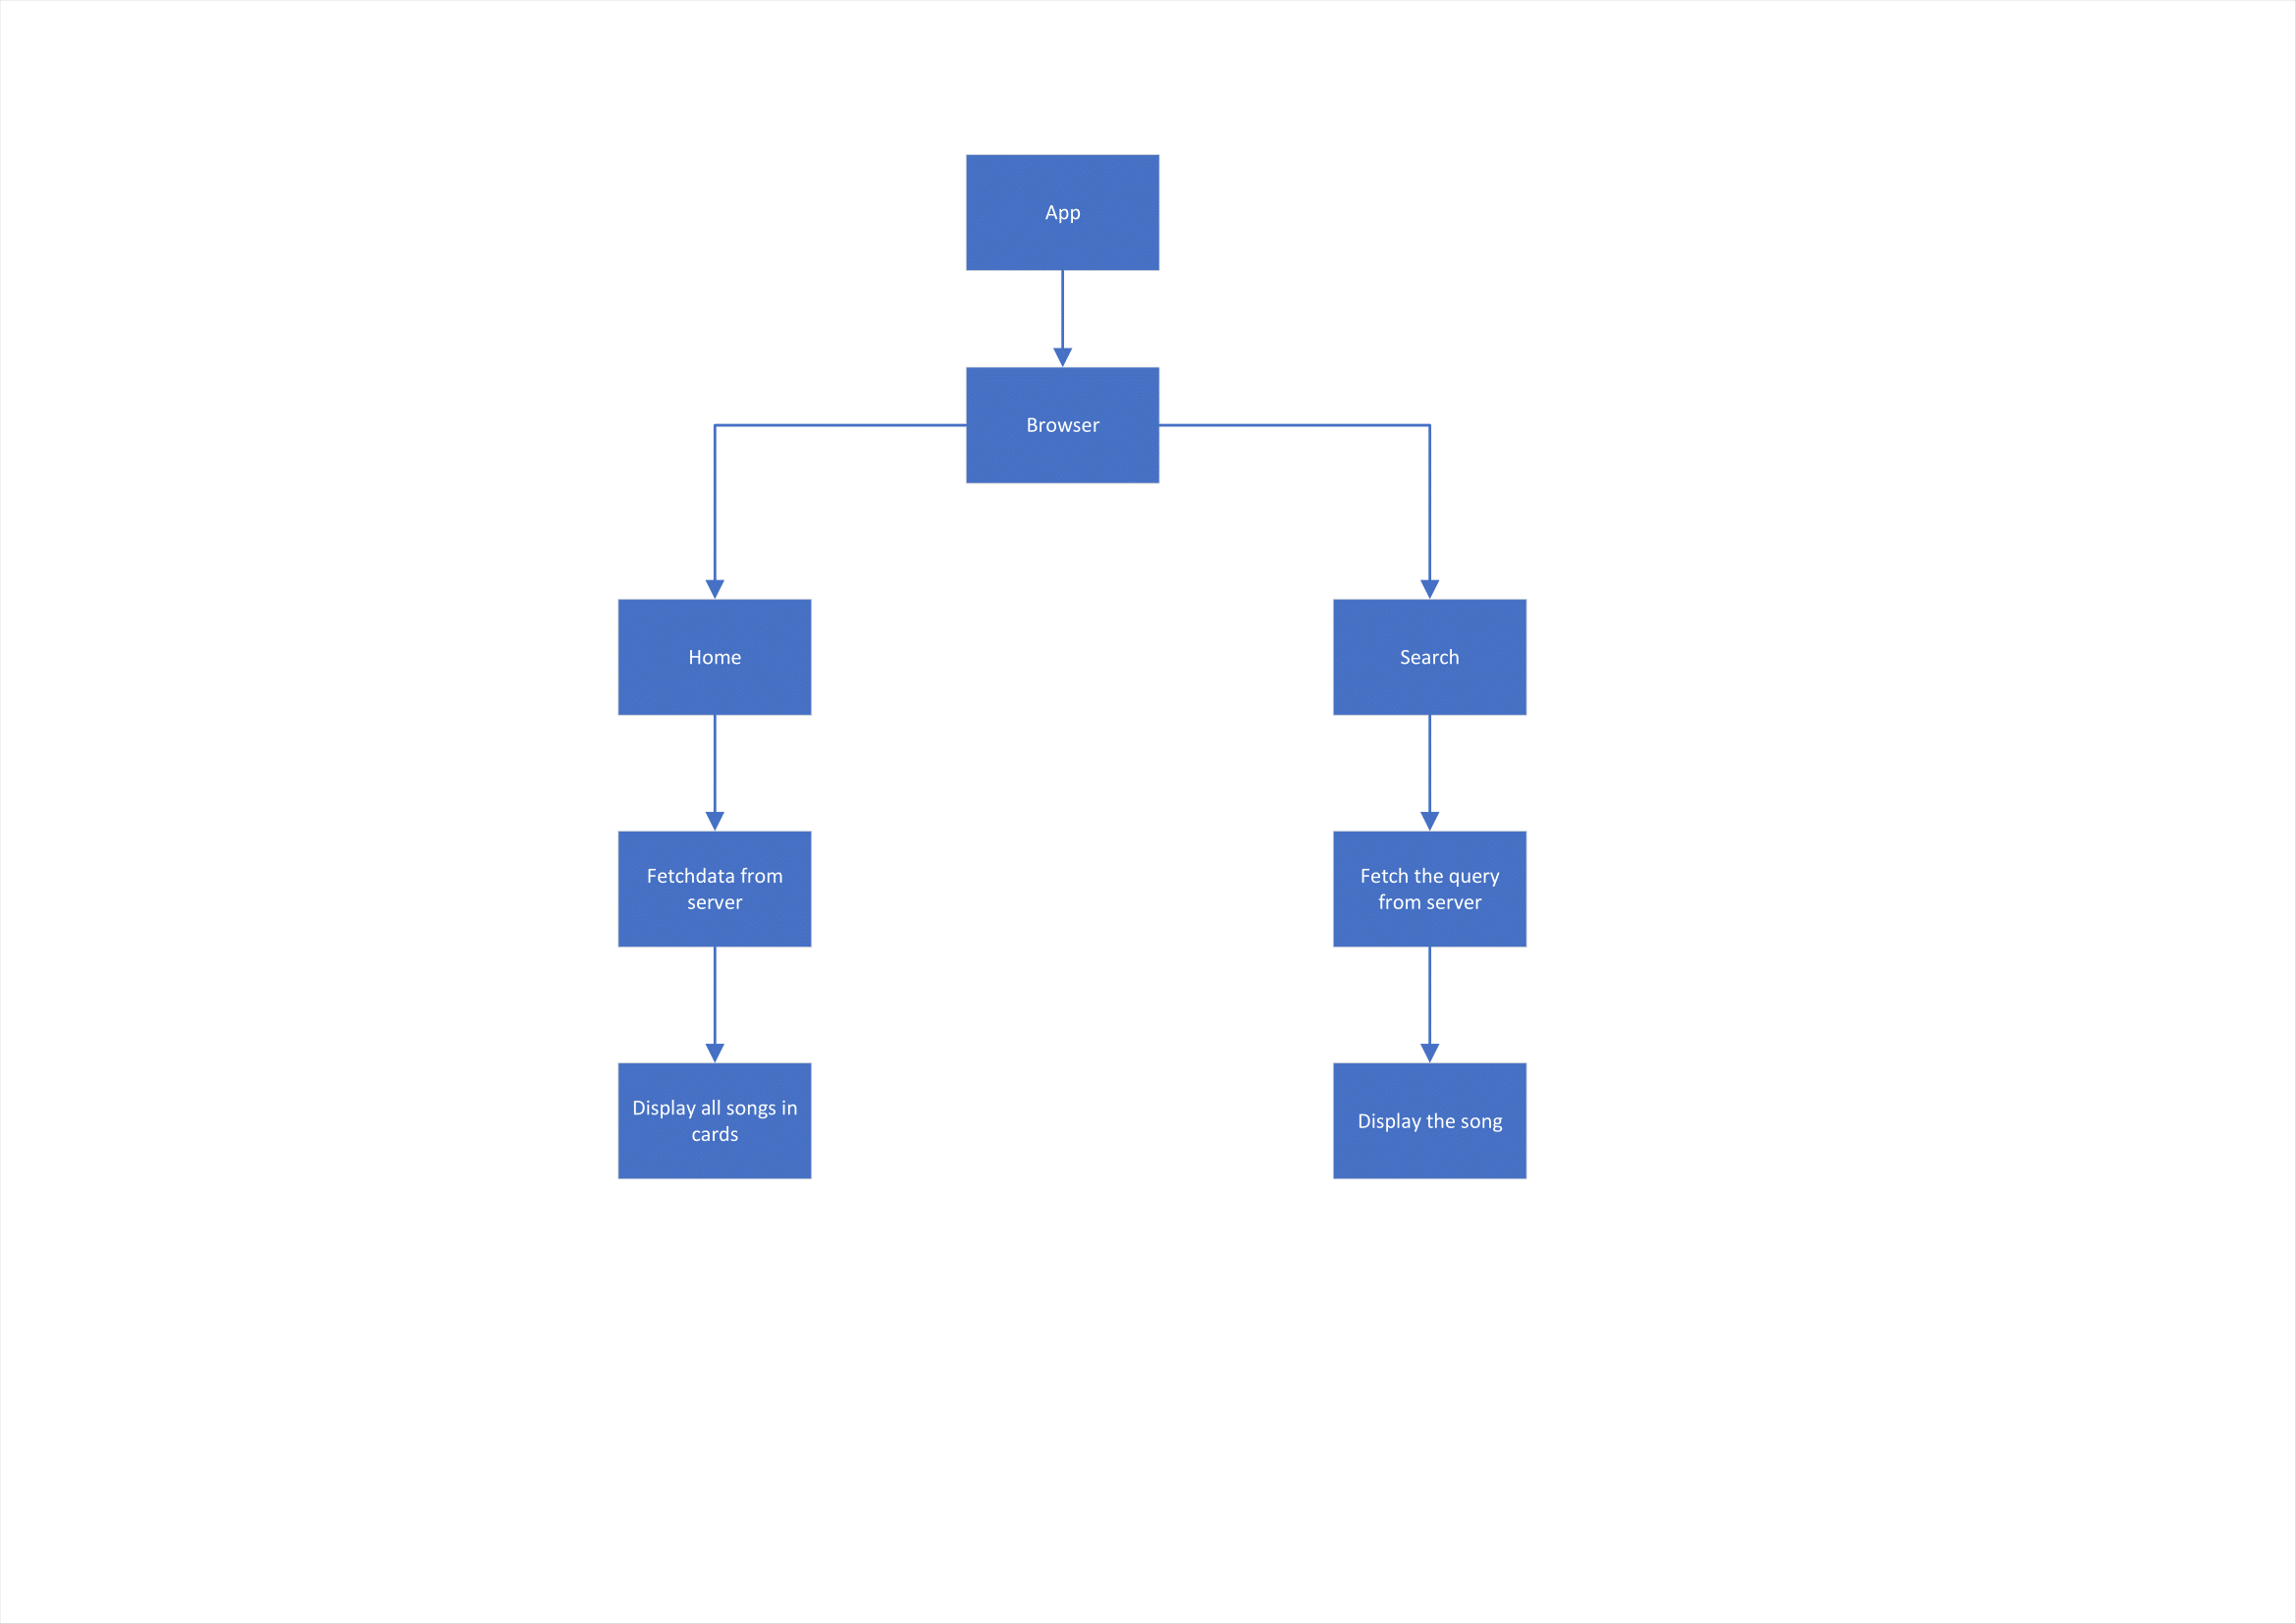 App
Browser
Home
Search
Fetchdata from
server
Fetch the query
from server
Display all songs in
cards
Display the song